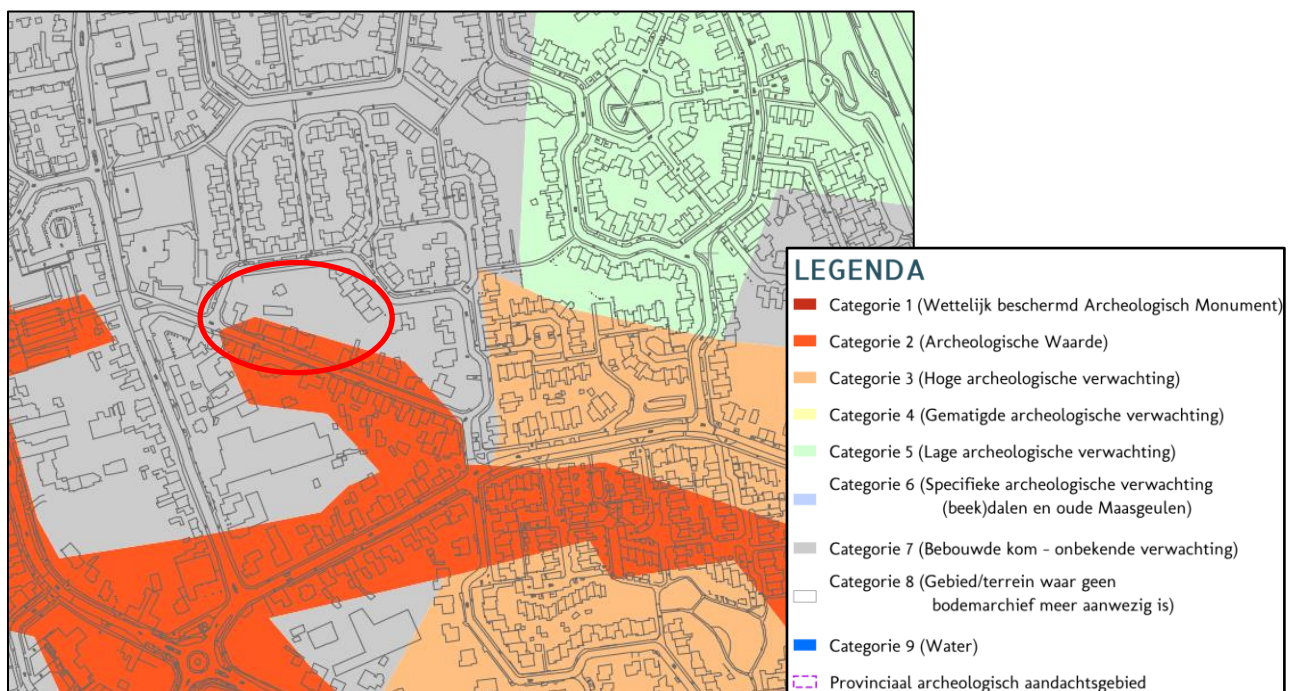 LEGENDA
Categorie 1 (Wettelijk beschermd Archeologisch Monument)
Categorie 2 (Archeologische Waarde)
Categorie 3 (Hoge archeologische verwachting)
Categorie 4 (Gematigde archeologische verwachting)
Categorie 5 (Lage archeologische verwachting)
Categorie 6 (Specifieke archeologische verwachting
(beek)dalen en oude Maasgeulen)
Categorie 7 (Bebouwde kom - onbekende verwachting)
Categorie 8 (Gebied/terrein waar geen
bodemarchief meer aanwezig is)
Categorie 9 (Water)
Provinciaal archeologisch aandachtsgebied